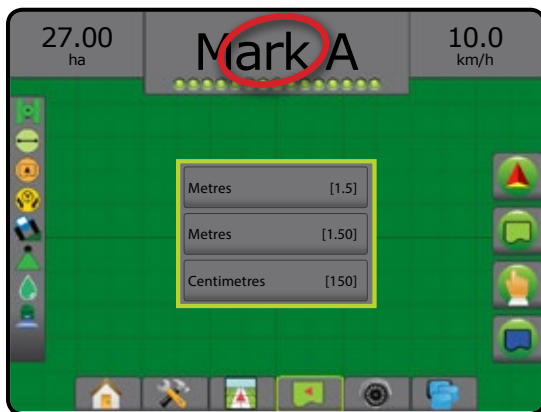 27.00
ha
Mark A
10.0
km/h
Metres [1.5]
Metres [1.50]
Centimetres [150]